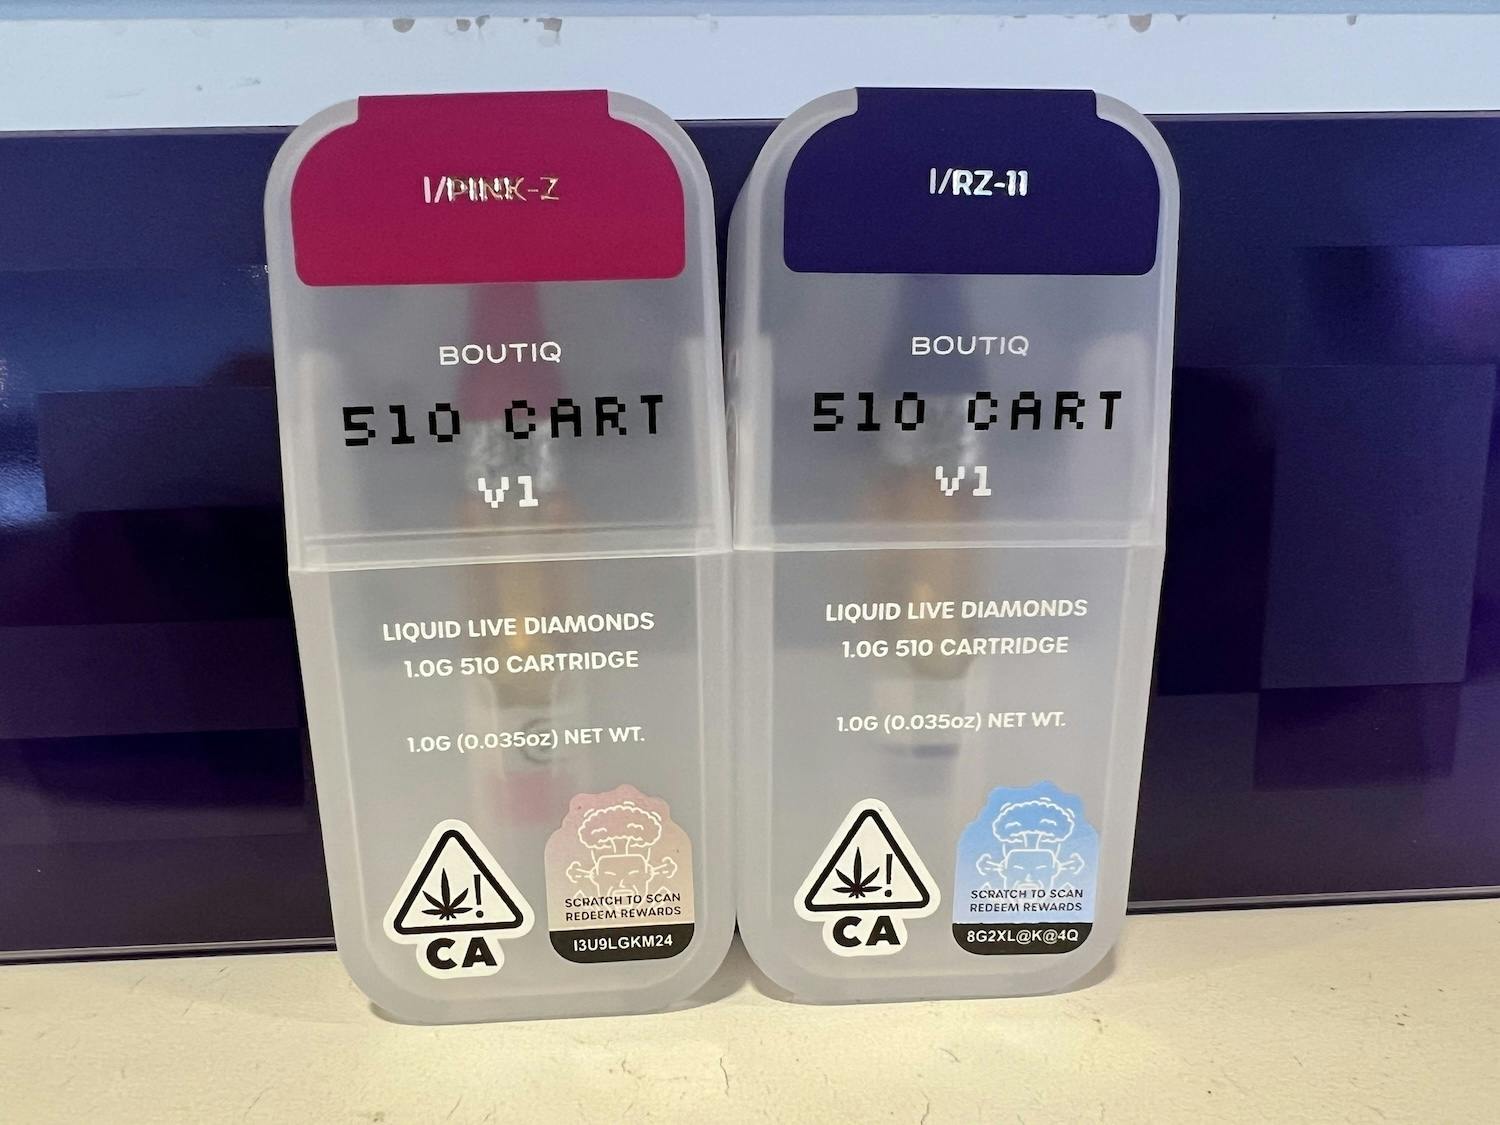 I/PINK-Z
BOUTIQ
510 CART
V1
LIQUID LIVE DIAMONDS
1.0G 510 CARTRIDGE
1.0G (0.035oz) NET WT.
!
CA
SCRATCH TO SCAN
REDEEM REWARDS
I3U9LGKM24
I/RZ-11
BOUTIQ
510 CART
V1
LIQUID LIVE DIAMONDS
1.0G 510 CARTRIDGE
1.0G (0.035oz) NET WT.
!
CA
SCRATCH TO SCAN
REDEEM REWARDS
8G2XL@K@4Q